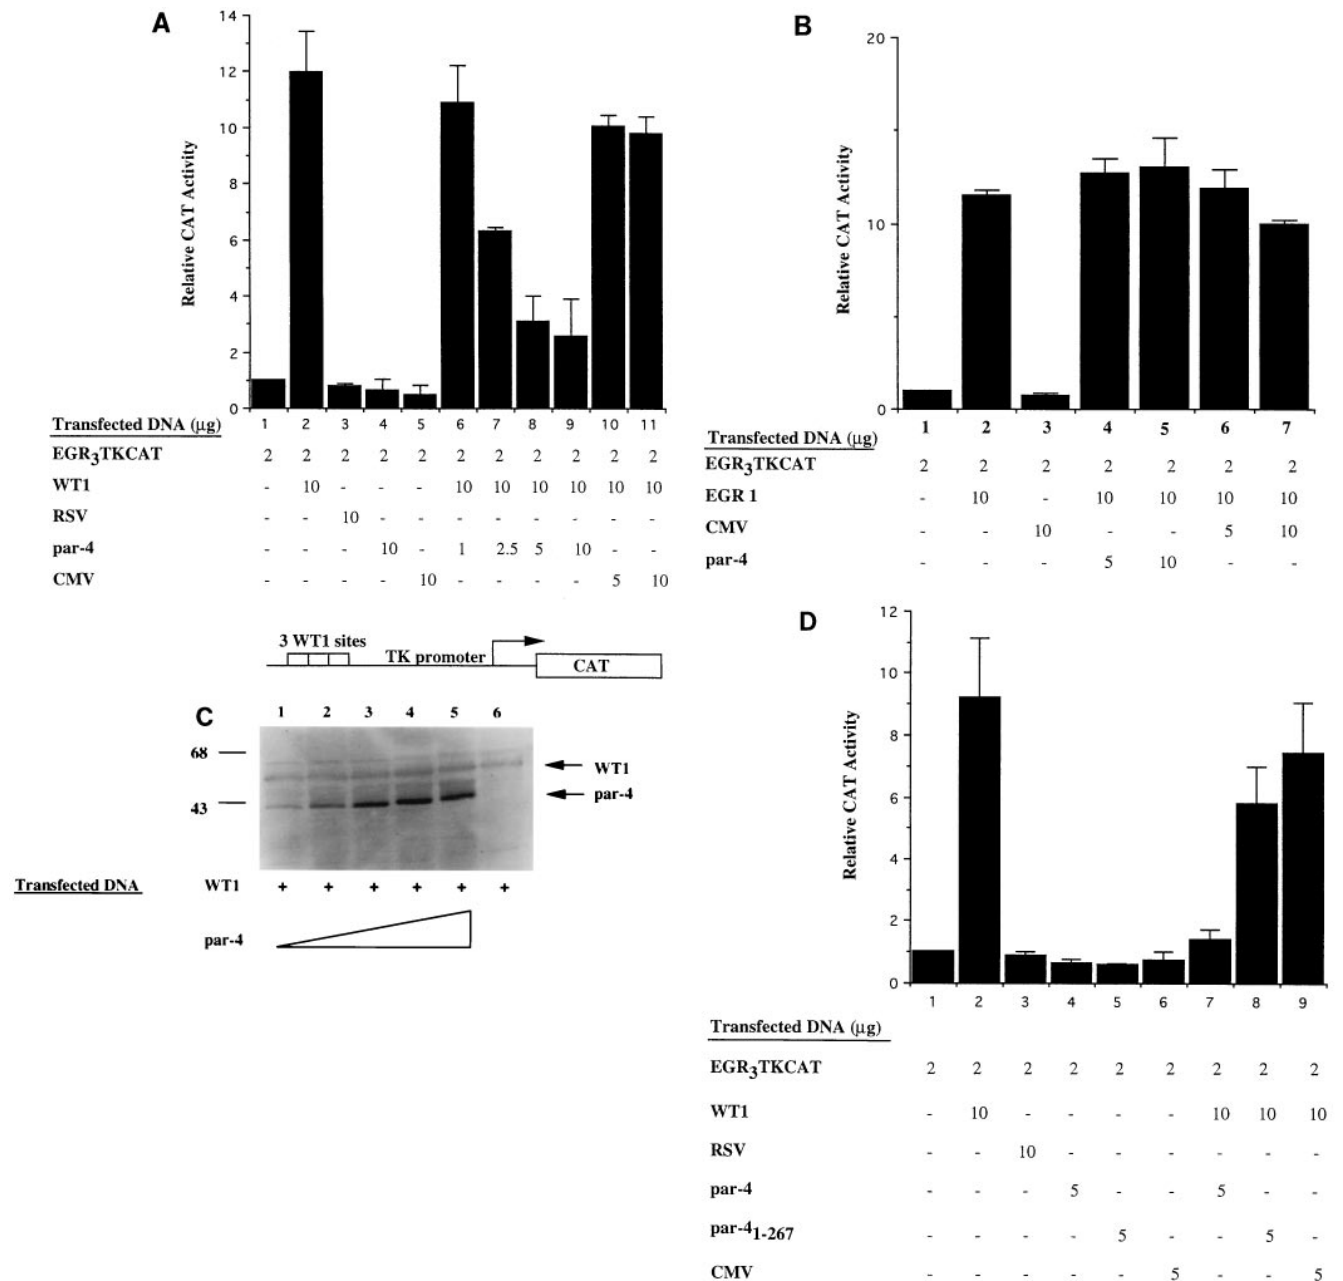 A
Relative CAT Activity
14
12
10
8
6
4
2
0
Transfected DNA (μg) 1 2 3 4 5 6 7 8 9 10 11
EGR3TKCAT 2 2 2 2 2 2 2 2 2 2 2
WT1 - 10 - - - 10 10 10 10 10 10
RSV - - 10 - - - - - - - -
par-4 - - - 10 - 1 2.5 5 10 - -
CMV - - - - 10 - - - - 5 10
3 WT1 sites
TK promoter
CAT
B
Relative CAT Activity
20
10
0
Transfected DNA (μg) 1 2 3 4 5 6 7
EGR3TKCAT 2 2 2 2 2 2 2
EGR 1 - 10 - 10 10 10 10
CMV - - 10 - - 5 10
par-4 - - - 5 10 - -
C
1 2 3 4 5 6
68
43
WT1
par-4
Transfected DNA WT1 + + + + + +
par-4
D
Relative CAT Activity
12
10
8
6
4
2
0
1 2 3 4 5 6 7 8 9
Transfected DNA (μg)
EGR3TKCAT 2 2 2 2 2 2 2 2 2
WT1 - 10 - - - - 10 10 10
RSV - - 10 - - - - - -
par-4 - - - 5 - - 5 - -
par-41-267 - - - - 5 - - 5 -
CMV - - - - - 5 - - 5